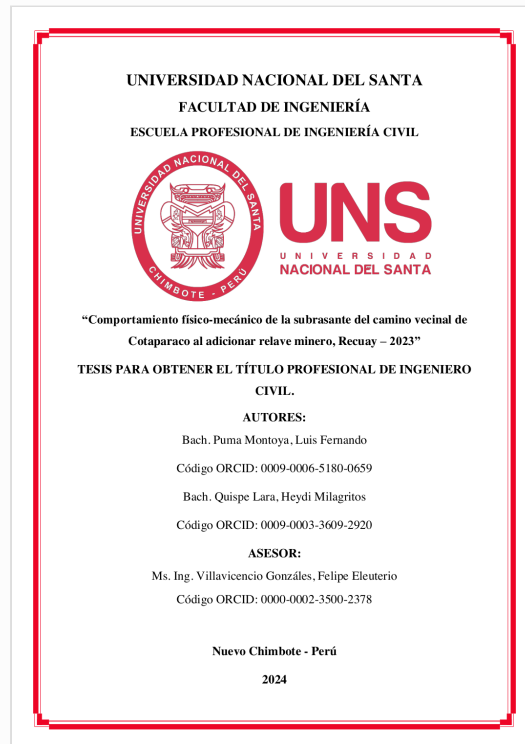 UNIVERSIDAD NACIONAL DEL SANTA
FACULTAD DE INGENIERÍA
ESCUELA PROFESIONAL DE INGENIERÍA CIVIL
UNIVERSIDAD NACIONAL DEL SANTA
CHIMBOTE - PERÚ
UNS
UNIVERSIDAD
NACIONAL DEL SANTA
“Comportamiento físico-mecánico de la subrasante del camino vecinal de
Cotaparaco al adicionar relave minero, Recuay – 2023”
TESIS PARA OBTENER EL TÍTULO PROFESIONAL DE INGENIERO
CIVIL.
AUTORES:
Bach. Puma Montoya, Luis Fernando
Código ORCID: 0009-0006-5180-0659
Bach. Quispe Lara, Heydi Milagritos
Código ORCID: 0009-0003-3609-2920
ASESOR:
Ms. Ing. Villavicencio Gonzáles, Felipe Eleuterio
Código ORCID: 0000-0002-3500-2378
Nuevo Chimbote - Perú
2024